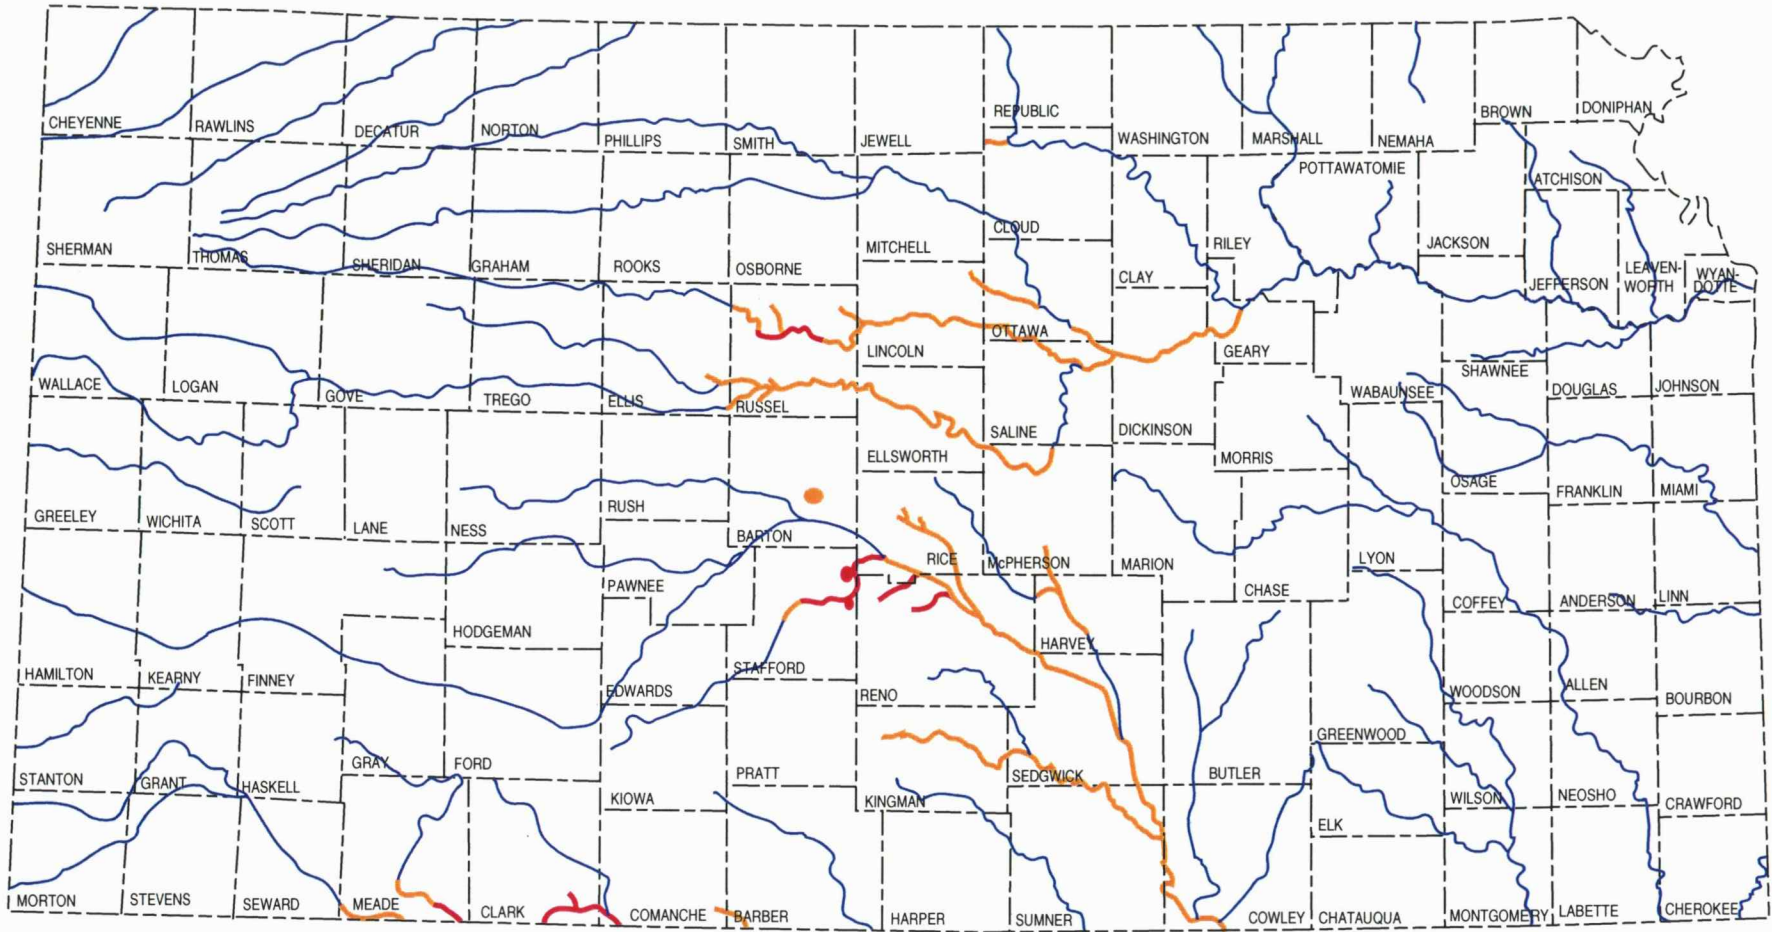 CHEYENNE
RAWLINS
DECATUR
NORTON
PHILLIPS
SMITH
JEWELL
REPUBLIC
WASHINGTON
MARSHALL
NEMAHA
BROWN
DONIPHAN
SHERMAN
THOMAS
SHERIDAN
GRAHAM
ROOKS
OSBORNE
MITCHELL
CLOUD
CLAY
RILEY
POTTAWATOMIE
JACKSON
ATCHISON
JEFFERSON
LEAVEN-
WORTH
WYAN-
DOTTE
WALLACE
LOGAN
GOVE
TREGO
ELLIS
RUSSEL
LINCOLN
OTTAWA
SALINE
DICKINSON
GEARY
MORRIS
WABAUNSEE
SHAWNEE
DOUGLAS
JOHNSON
GREELEY
WICHITA
SCOTT
LANE
NESS
RUSH
BARTON
ELLSWORTH
RICE
McPHERSON
MARION
CHASE
LYON
OSAGE
FRANKLIN
MIAMI
HAMILTON
KEARNY
FINNEY
HODGEMAN
PAWNEE
EDWARDS
STAFFORD
RENO
HARVEY
COFFEY
ANDERSON
LINN
STANTON
GRANT
HASKELL
GRAY
FORD
KIOWA
PRATT
KINGMAN
SEDGWICK
BUTLER
GREENWOOD
WOODSON
ALLEN
BOURBON
MORTON
STEVENS
SEWARD
MEADE
CLARK
COMANCHE
BARBER
HARPER
SUMNER
COWLEY
ELK
CHATAUQUA
WILSON
NEOSHO
CRAWFORD
MONTGOMERY
LABETTE
CHEROKEE